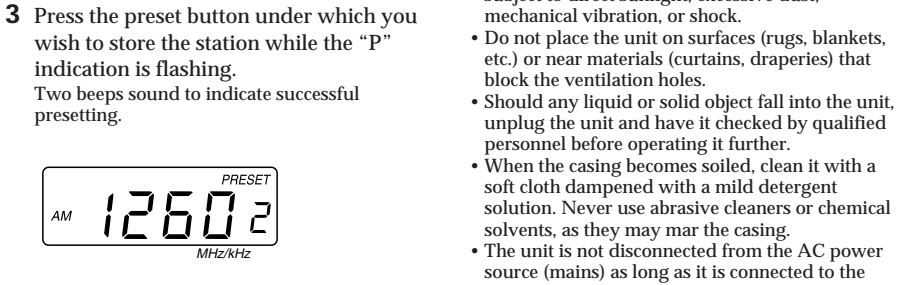 3 Press the preset button under which you
wish to store the station while the “P”
indication is flashing.
Two beeps sound to indicate successful
presetting.
PRESET
AM 1260 2
MHz/kHz
mechanical vibration, or shock.
• Do not place the unit on surfaces (rugs, blankets,
etc.) or near materials (curtains, draperies) that
block the ventilation holes.
• Should any liquid or solid object fall into the unit,
unplug the unit and have it checked by qualified
personnel before operating it further.
• When the casing becomes soiled, clean it with a
soft cloth dampened with a mild detergent
solution. Never use abrasive cleaners or chemical
solvents, as they may mar the casing.
• The unit is not disconnected from the AC power
source (mains) as long as it is connected to the